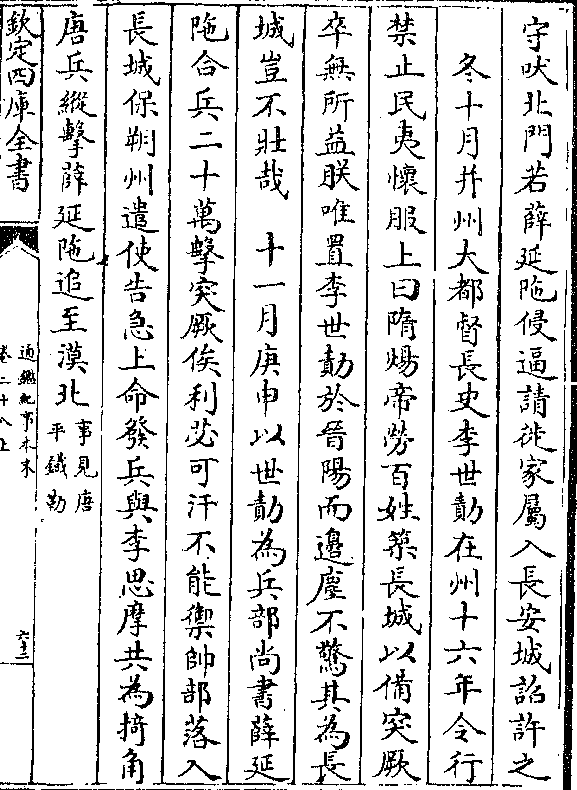 守吠北門若薛延陁侵逼請徙家屬入長安城詔許之
冬十月并州大都督長史李世勣在州十六年令行
禁止民夷懷服上曰隋煬帝勞百姓築長城以備突厥
卒無所益朕唯置李世勣於晉陽而邊塵不驚其為長
城豈不壯哉　十一月庚申以世勣為兵部尚書薛延
陁合兵二十萬擊突厥俟利苾可汗不能禦帥部落入
長城保朔州遣使告急上命發兵與李思摩共為掎角
唐兵縱擊薛延陁追至漠北事見唐平鐵勒
欽定四庫全書
通鑑紀事本末
卷二十八上
六十二